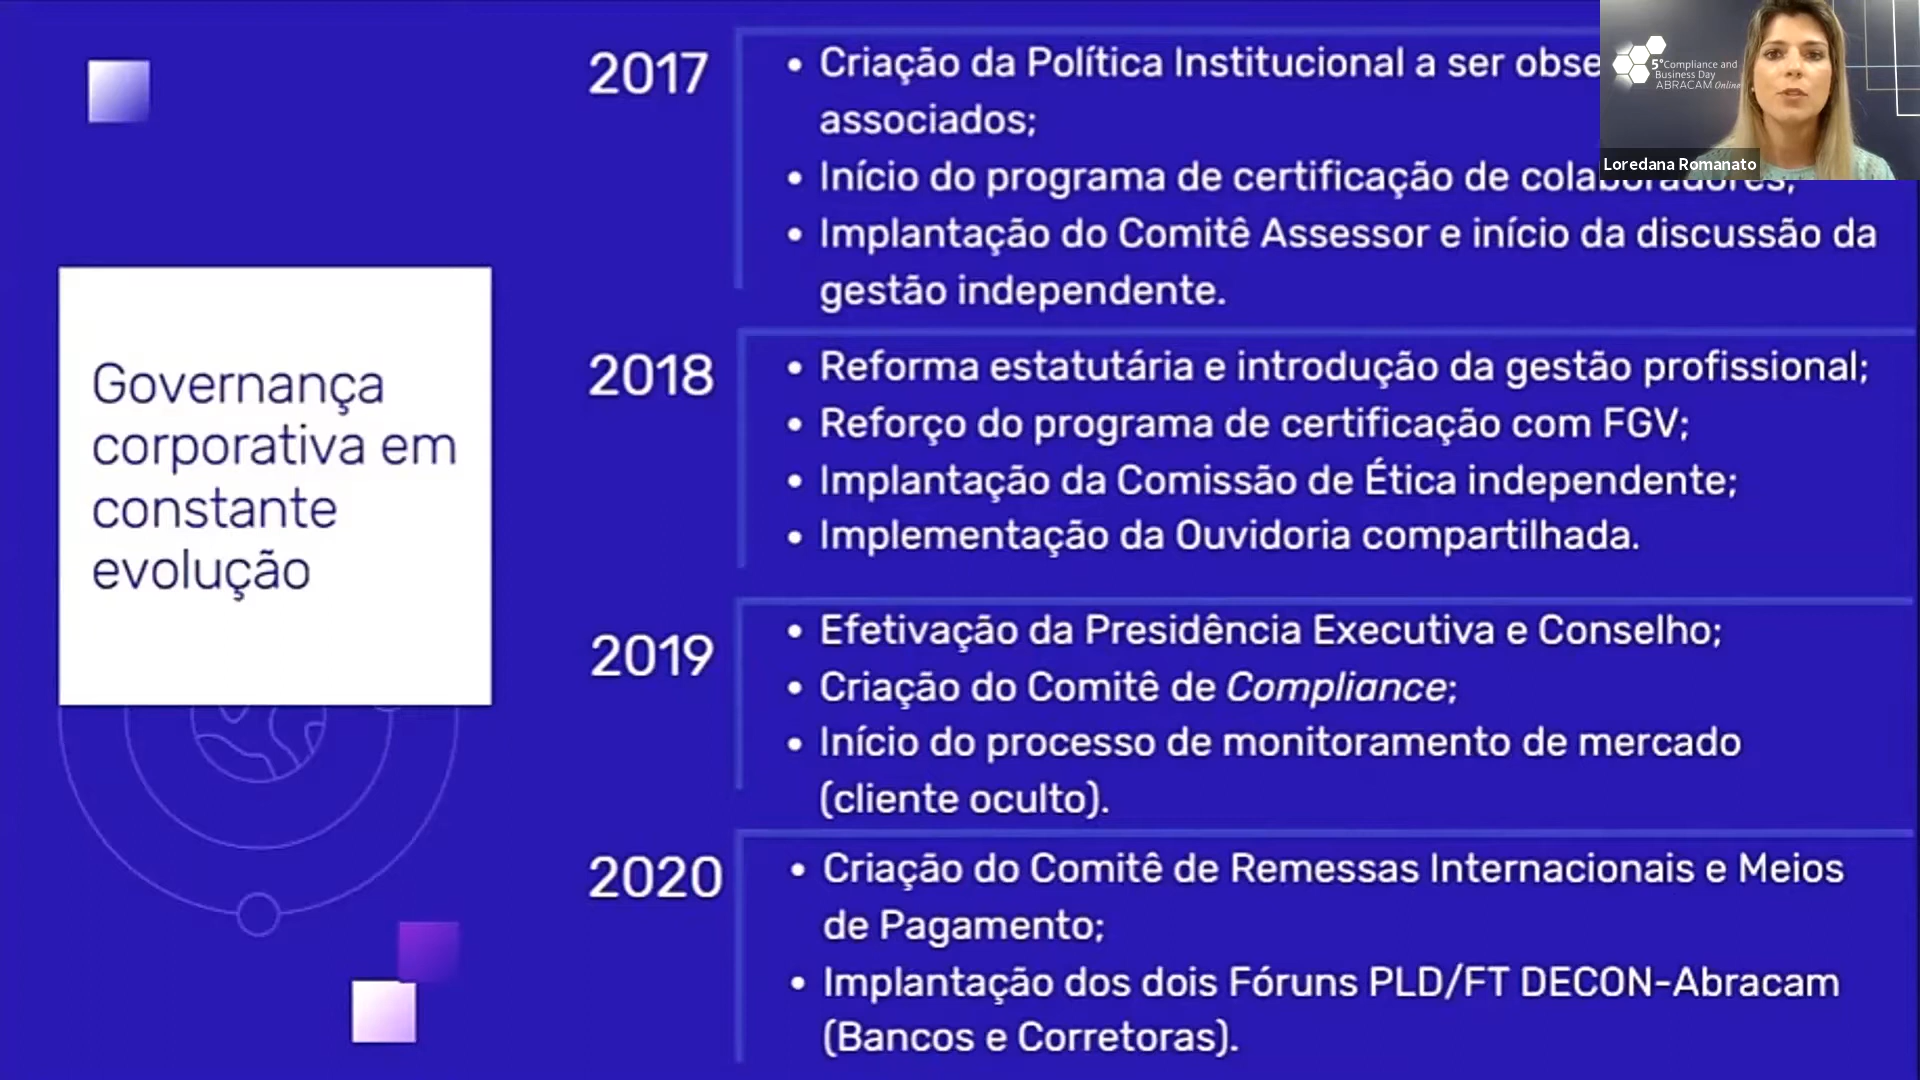 Governança
corporativa em
constante
evolução
2017
• Criação da Política Institucional a ser
associados;
• Início do programa de certificação de colaboradores;
• Implantação do Comitê Assessor e início da discussão da
gestão independente.
2018
• Reforma estatutária e introdução da gestão profissional;
• Reforço do programa de certificação com FGV;
• Implantação da Comissão de Ética independente;
• Implementação da Ouvidoria compartilhada.
2019
• Efetivação da Presidência Executiva e Conselho;
• Criação do Comitê de Compliance;
• Início do processo de monitoramento de mercado
(cliente oculto).
2020
• Criação do Comitê de Remessas Internacionais e Meios
de Pagamento;
• Implantação dos dois Fóruns PLD/FT DECON-Abracam
(Bancos e Corretoras).
5° Compliance and
Business Day
ABRACAM Online
Loredana Romanato